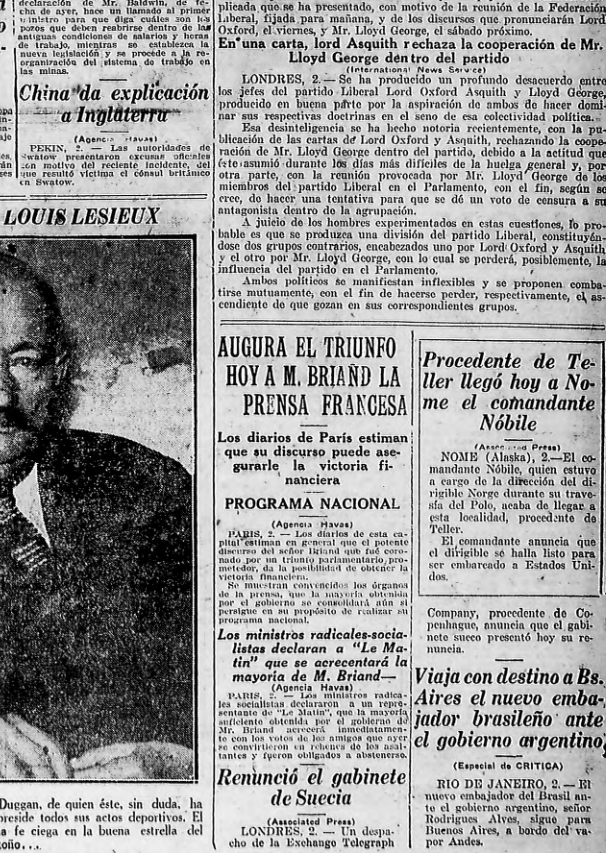 declaración de Mr. Baldwin, de fe-
cha de ayer, hace un llamado al primer
ministro para que diga cuáles son los
pozos que deben reabrirse dentro de las
antiguas condiciones de salarios y horas
de trabajo, mientras se establezca la
nueva legislación y se procede a la re-
organización del sistema de trabajo en
las minas.
China da explicación
a Inglaterra
(Agencia Havas)
PEKIN, 2. — Las autoridades de
Swatow presentaron excusas oficiales
con motivo del reciente incidente, del
que resultó víctima el cónsul británico
en Swatow.
LOUIS LESIEUX
Duggan, de quien éste, sin duda, ha
preside todos sus actos deportivos. El
a fe ciega en la buena estrella del
oño...
plicada que se ha presentado, con motivo de la reunión de la Federación
Liberal, fijada para mañana, y de los discursos que pronunciarán Lord
Oxford, el viernes, y Mr. Lloyd George, el sábado próximo.
En una carta, lord Asquith rechaza la cooperación de Mr.
Lloyd George dentro del partido
(International News Service)
LONDRES, 2. —Se ha producido un profundo desacuerdo entre
los jefes del partido Liberal Lord Oxford Asquith y Lloyd George,
producido en buena parte por la aspiración de ambos de hacer domi-
nar sus respectivas doctrinas en el seno de esa colectividad política.
Esa desinteligencia se ha hecho notoria recientemente, con la pu-
blicación de las cartas de Lord Oxford y Asquith, rechazando la coope-
ración de Mr. Lloyd George dentro del partido, debido a la actitud que
éste asumió durante los días más difíciles de la huelga general y, por
otra parte, con la reunión provocada por Mr. Lloyd George de los
miembros del partido Liberal en el Parlamento, con el fin, según se
cree, de hacer una tentativa para que se dé un voto de censura a su
antagonista dentro de la agrupación.
A juicio de los hombres experimentados en estas cuestiones, lo pro-
bable es que se produzca una división del partido Liberal, constituyén-
dose dos grupos contrarios, encabezados uno por Lord Oxford y Asquith
y el otro por Mr. Lloyd George, con lo cual se perderá, posiblemente, la
influencia del partido en el Parlamento.
Ambos políticos se manifiestan inflexibles y se proponen comba-
tirse mutuamente, con el fin de hacerse perder, respectivamente, el as-
cendiente de que gozan en sus correspondientes grupos.
AUGURA EL TRIUNFO
HOY A M. BRIAND LA
PRENSA FRANCESA
Los diarios de París estiman
que su discurso puede ase-
gurarle la victoria fi-
nanciera
PROGRAMA NACIONAL
(Agencia Havas)
PARIS, 2. — Los diarios de esta ca-
pital estiman en general que el potente
discurso del señor Briand que fué coro-
nado por un triunfo parlamentario, pro-
metedor, da la posibilidad de obtener la
victoria financiera.
Se muestran convencidos los órganos
de la prensa, que la mayoría obtenida
por el gobierno se consolidará aún si
persigue en su propósito de realizar su
programa nacional.
Los ministros radicales-socia-
listas declaran a "Le Ma-
tin" que se acrecentará la
mayoría de M. Briand—
(Agencia Havas)
PARIS, 2. — Los ministros radica-
les socialistas declararon a un repre-
sentante de "Le Matin", que la mayoría
suficiente obtenida por el gobierno de
Mr. Briand acrecerá inmediatamen-
te con los votos de los amigos que ayer
se convirtieron en rehenes de los asal-
tantes y fueron obligados a abstenerse.
Renunció el gabinete
de Suecia
(Associated Press)
LONDRES, 2. — Un despa-
cho de la Exchange Telegraph
Procedente de Te-
ller llegó hoy a No-
me el comandante
Nóbile
(Associated Press)
NOME (Alaska), 2.—El co-
mandante Nóbile, quien estuvo
a cargo de la dirección del di-
rigible Norge durante su trave-
sía del Polo, acaba de llegar a
esta localidad, procedente de
Teller.
El comandante anuncia que
el dirigible se halla listo para
ser embarcado a Estados Uni-
dos.
Company, procedente de Co-
penhague, anuncia que el gabi-
nete sueco presentó hoy su re-
nuncia.
Viaja con destino a Bs.
Aires el nuevo emba-
jador brasileño ante
el gobierno argentino
(Especial de CRITICA)
RIO DE JANEIRO, 2.— El
nuevo embajador del Brasil an-
te el gobierno argentino, señor
Rodrigues Alves, sigue para
Buenos Aires, a bordo del va-
por Andes.